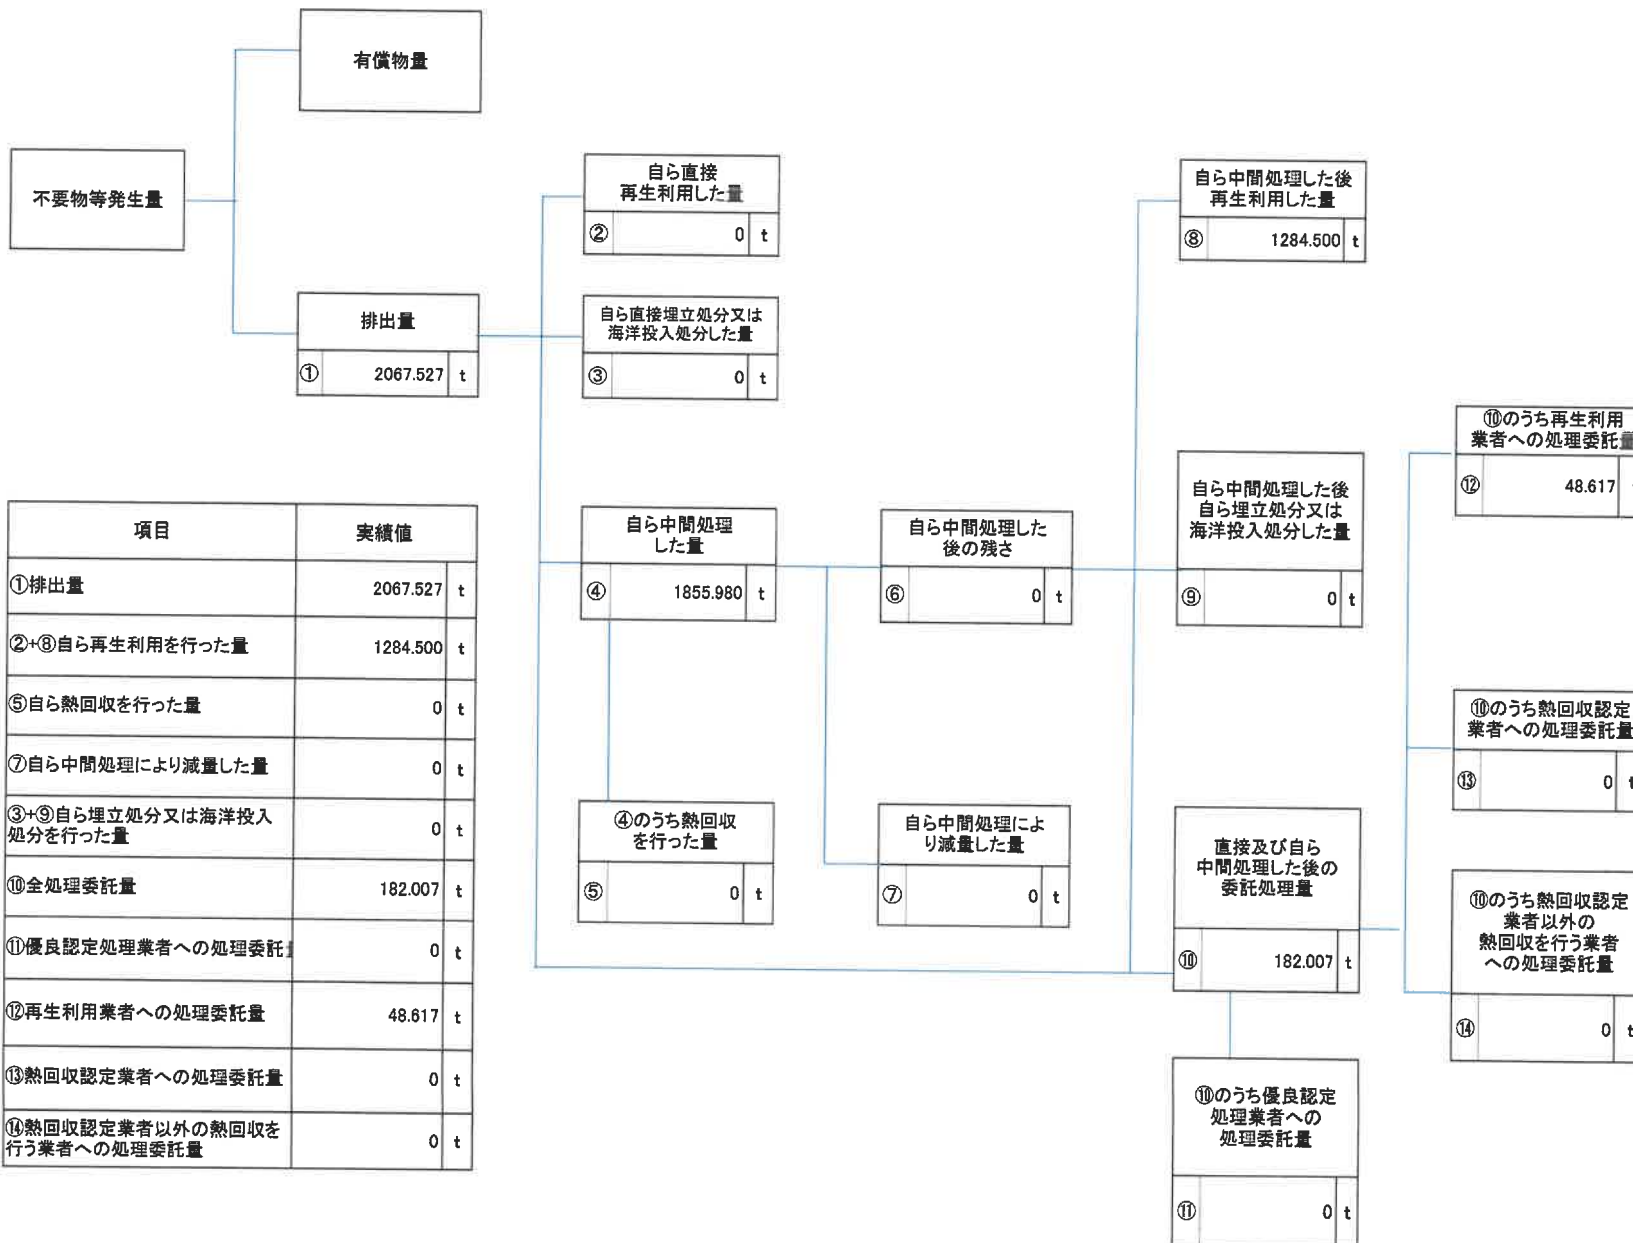 有償物量
不要物等発生量
排出量
① 2067.527 t
自ら直接
再生利用した量
② 0 t
自ら直接埋立処分又は
海洋投入処分した量
③ 0 t
自ら中間処理
した量
④ 1855.980 t
④のうち熱回収
を行った量
⑤ 0 t
自ら中間処理した
後の残さ
⑥ 0 t
自ら中間処理によ
り減量した量
⑦ 0 t
自ら中間処理した後
再生利用した量
⑧ 1284.500 t
自ら中間処理した後
自ら埋立処分又は
海洋投入処分した量
⑨ 0 t
直接及び自ら
中間処理した後の
委託処理量
⑩ 182.007 t
⑩のうち優良認定
処理業者への
処理委託量
⑪ 0 t
⑩のうち再生利用
業者への処理委託量
⑫ 48.617
⑩のうち熱回収認定
業者への処理委託量
⑬ 0 t
⑩のうち熱回収認定
業者以外の
熱回収を行う業者
への処理委託量
⑭ 0 t
項目 実績値
①排出量 2067.527 t
②+⑧自ら再生利用を行った量 1284.500 t
⑤自ら熱回収を行った量 0 t
⑦自ら中間処理により減量した量 0 t
③+⑨自ら埋立処分又は海洋投入
処分を行った量 0 t
⑩全処理委託量 182.007 t
⑪優良認定処理業者への処理委託 0 t
⑫再生利用業者への処理委託量 48.617 t
⑬熱回収認定業者への処理委託量 0 t
⑭熱回収認定業者以外の熱回収を
行う業者への処理委託量 0 t